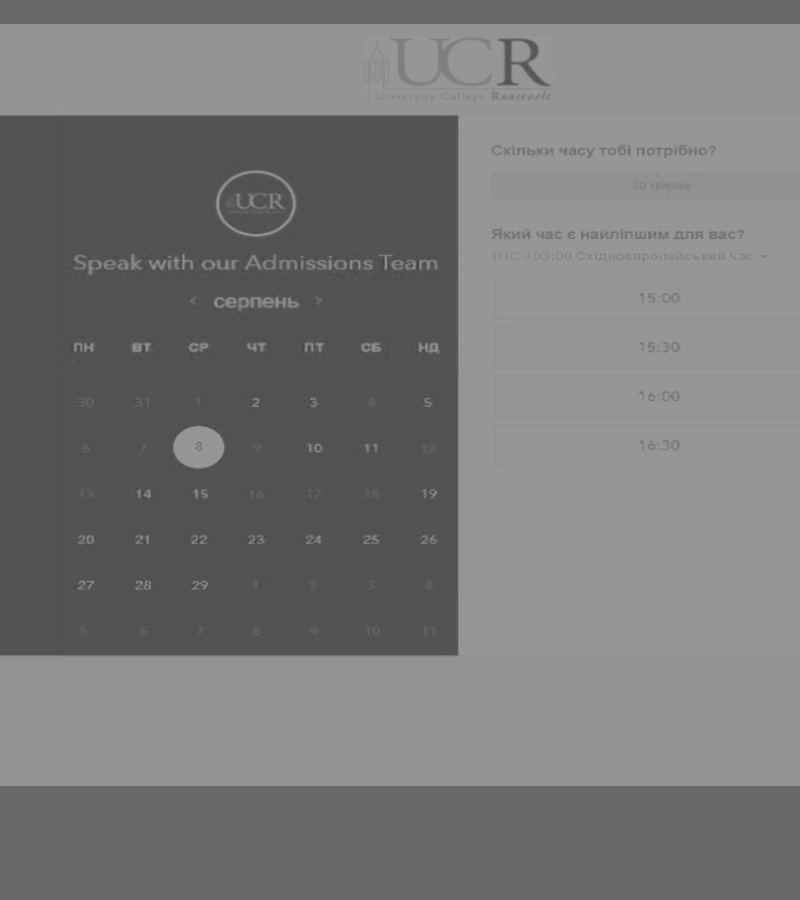 UCR
University College Roosevelt
UCR
Speak with our Admissions Team
< серпень >
ПН ВТ СР ЧТ ПТ СБ НД
30 31 1 2 3 4 5
6 7 8 9 10 11 12
13 14 15 16 17 18 19
20 21 22 23 24 25 26
27 28 29 1 2 3 4
5 6 7 8 9 10 11
Скільки часу тобі потрібно?
30 хвилин
Який час є найліпшим для вас?
UTC +03:00 Східноєвропейський час
15:00
15:30
16:00
16:30